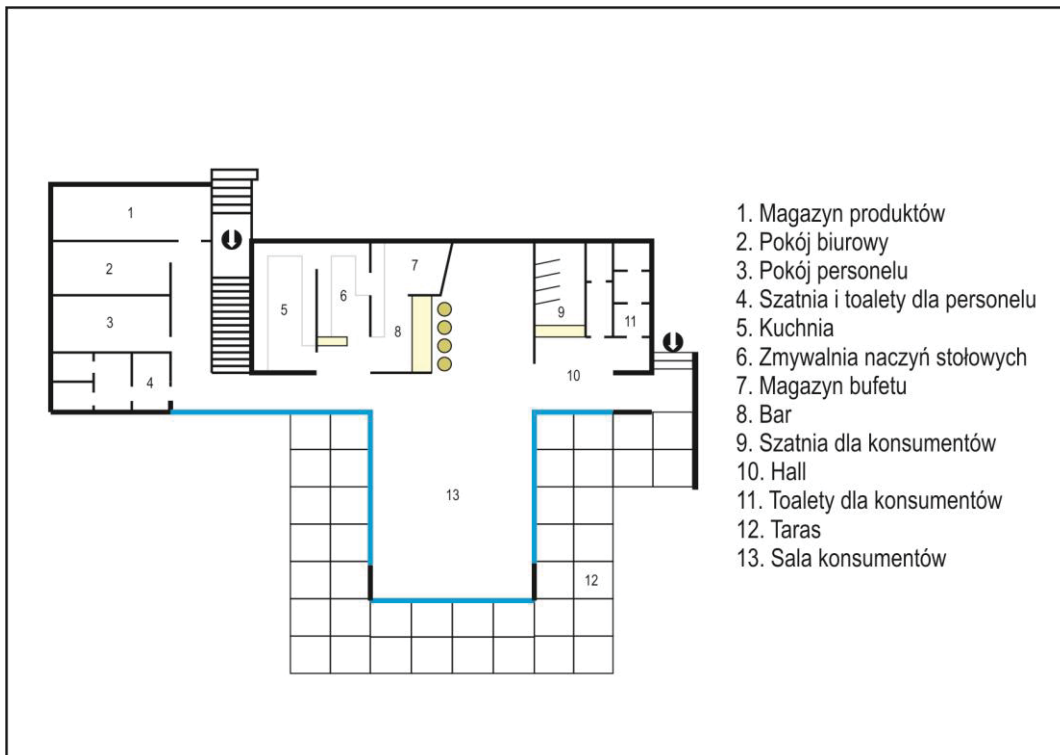 1
2
3
4
5
6
7
8
9
10
11
12
13
1. Magazyn produktów
2. Pokój biurowy
3. Pokój personelu
4. Szatnia i toalety dla personelu
5. Kuchnia
6. Zmywalnia naczyń stołowych
7. Magazyn bufetu
8. Bar
9. Szatnia dla konsumentów
10. Hall
11. Toalety dla konsumentów
12. Taras
13. Sala konsumentów